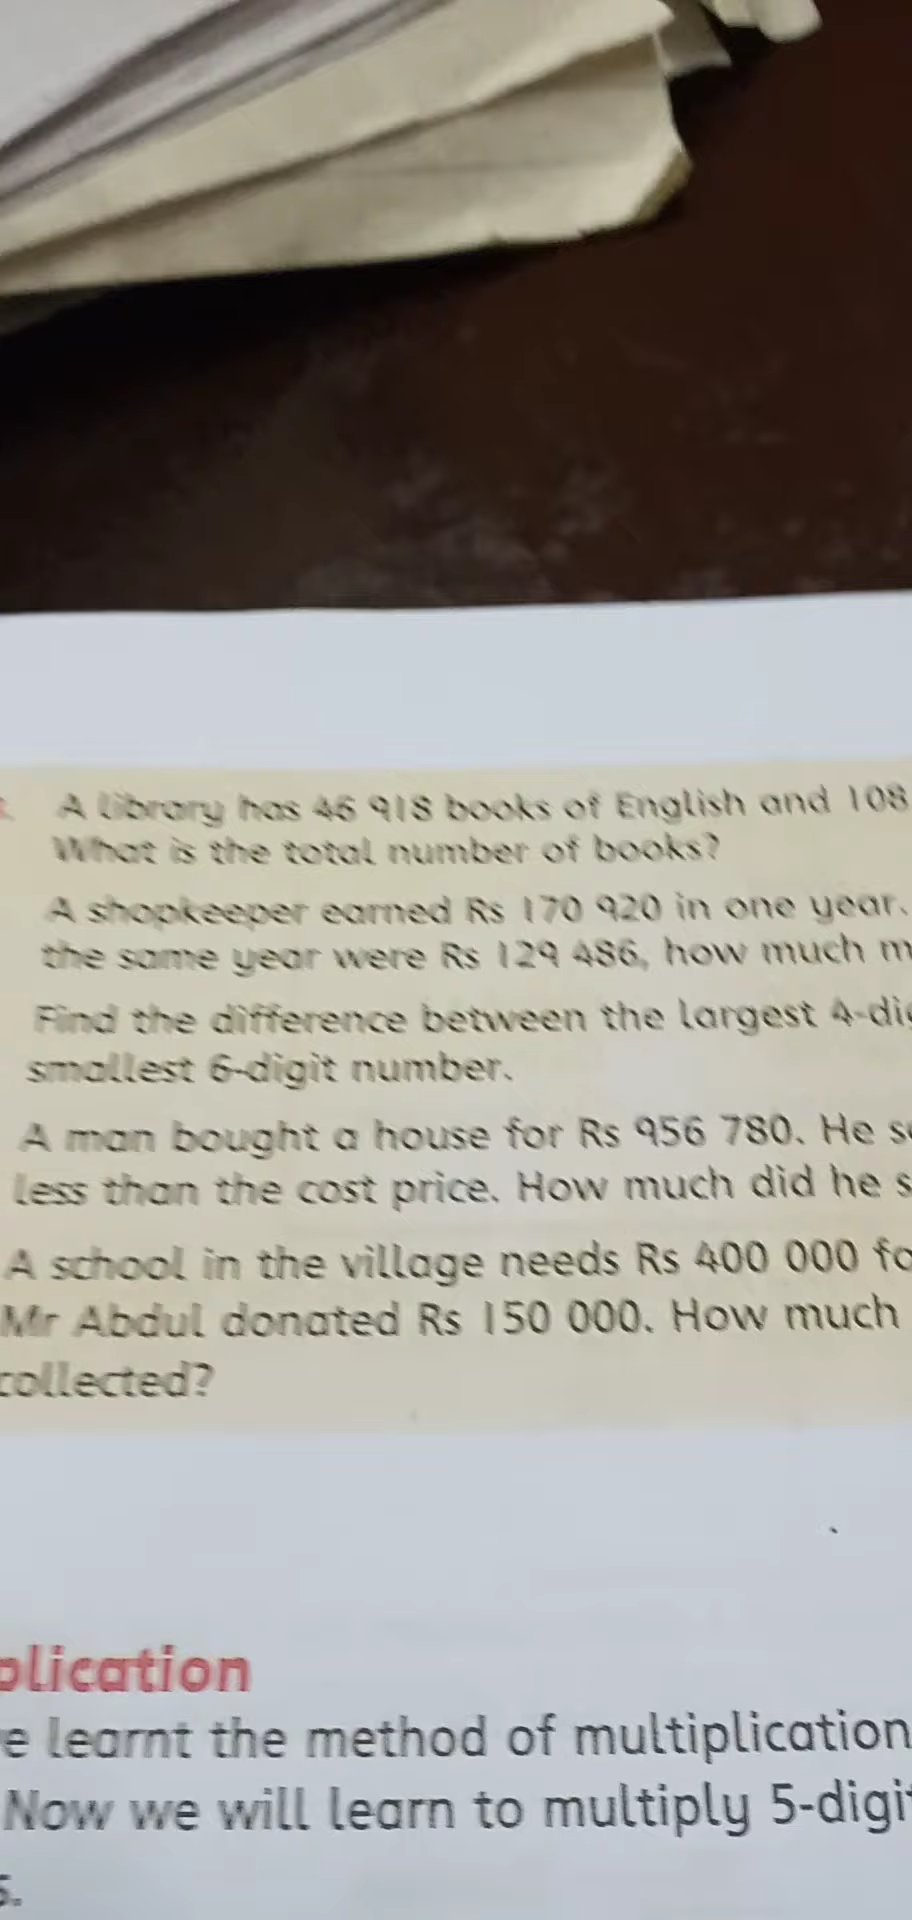 A library has 46 918 books of English and 108
What is the total number of books?
A shopkeeper earned Rs 170 920 in one year.
the same year were Rs 129 486, how much m
Find the difference between the largest 4-dig
smallest 6-digit number.
A man bought a house for Rs 956 780. He s
less than the cost price. How much did he s
A school in the village needs Rs 400 000 fo
Mr Abdul donated Rs 150 000. How much
collected?
plication
e learnt the method of multiplication
Now we will learn to multiply 5-digi
s.